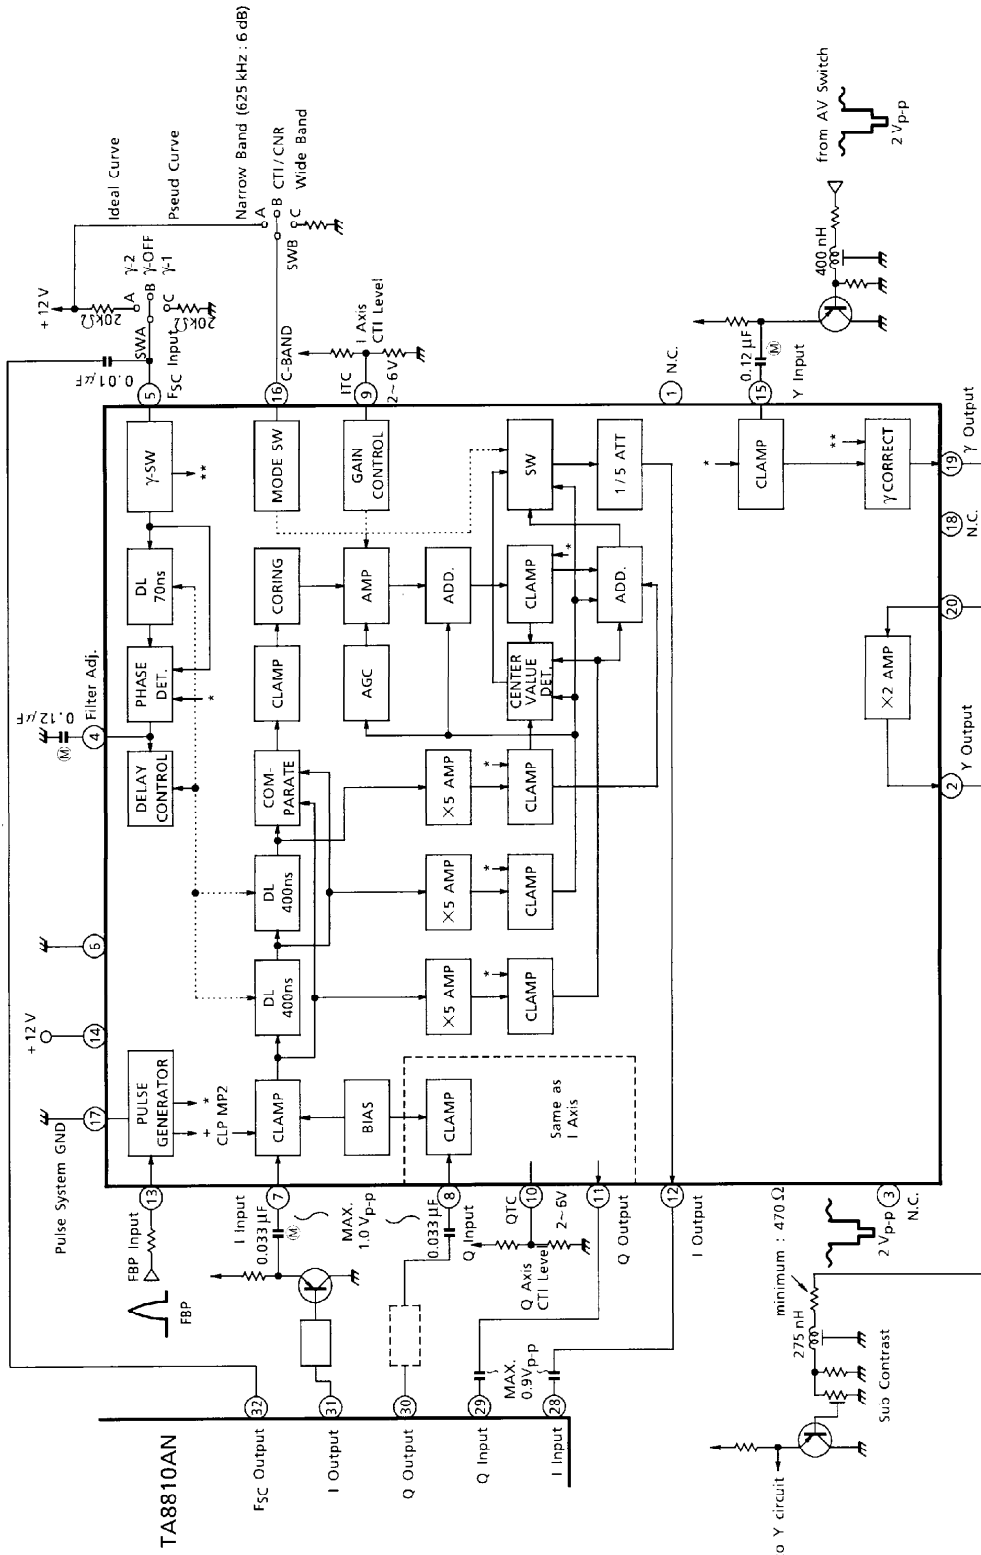 TA8810AN
FSC Output
I Output
Q Output
Q Input
I Input
32
31
30
29
28
MAX.
0.9Vp-p
FBP
FBP Input
13
Pulse System GND
17
+12 V
14
6
0.12μF
Ⓜ
4
Filter Adj.
0.01μF
5
FSC Input
SWA
+12 V
20kΩ
20kΩ
A
B
C
γ-2
γ-OFF
γ-1
Ideal Curve
Pseud Curve
PULSE
GENERATOR
+
*
CLP MP2
DELAY
CONTROL
PHASE
DET.
*
DL
70ns
γ-SW
**
I Input
0.033 μF
Ⓜ
7
MAX.
1.0Vp-p
CLAMP
DL
400ns
DL
400ns
COM-
PARATE
CLAMP
CORING
MODE SW
16
C-BAND
SWB
A
B
C
Narrow Band (625 kHz : 6 dB)
CTI/CNR
Wide Band
BIAS
AGC
AMP
GAIN
CONTROL
9
ITC
2~6V
I Axis
CTI Level
0.033 μF
Q Input
8
CLAMP
×5 AMP
×5 AMP
×5 AMP
ADD.
Q Axis
CTI Level
QTC
10
2~6V
*
CLAMP
*
CLAMP
*
CLAMP
CENTER
VALUE
DET.
CLAMP
*
SW
Same as
I Axis
11
Q Output
ADD.
1/5 ATT
12
I Output
1
N.C.
0.12 μF
Ⓜ
15
Y Input
400 nH
from AV Switch
2 Vp-p
*
CLAMP
**
γ CORRECT
3
N.C.
×2 AMP
2
Y Output
20
18
N.C.
19
γ Output
minimum : 470 Ω
275 nH
2 Vp-p
Sub Contrast
o Y circuit